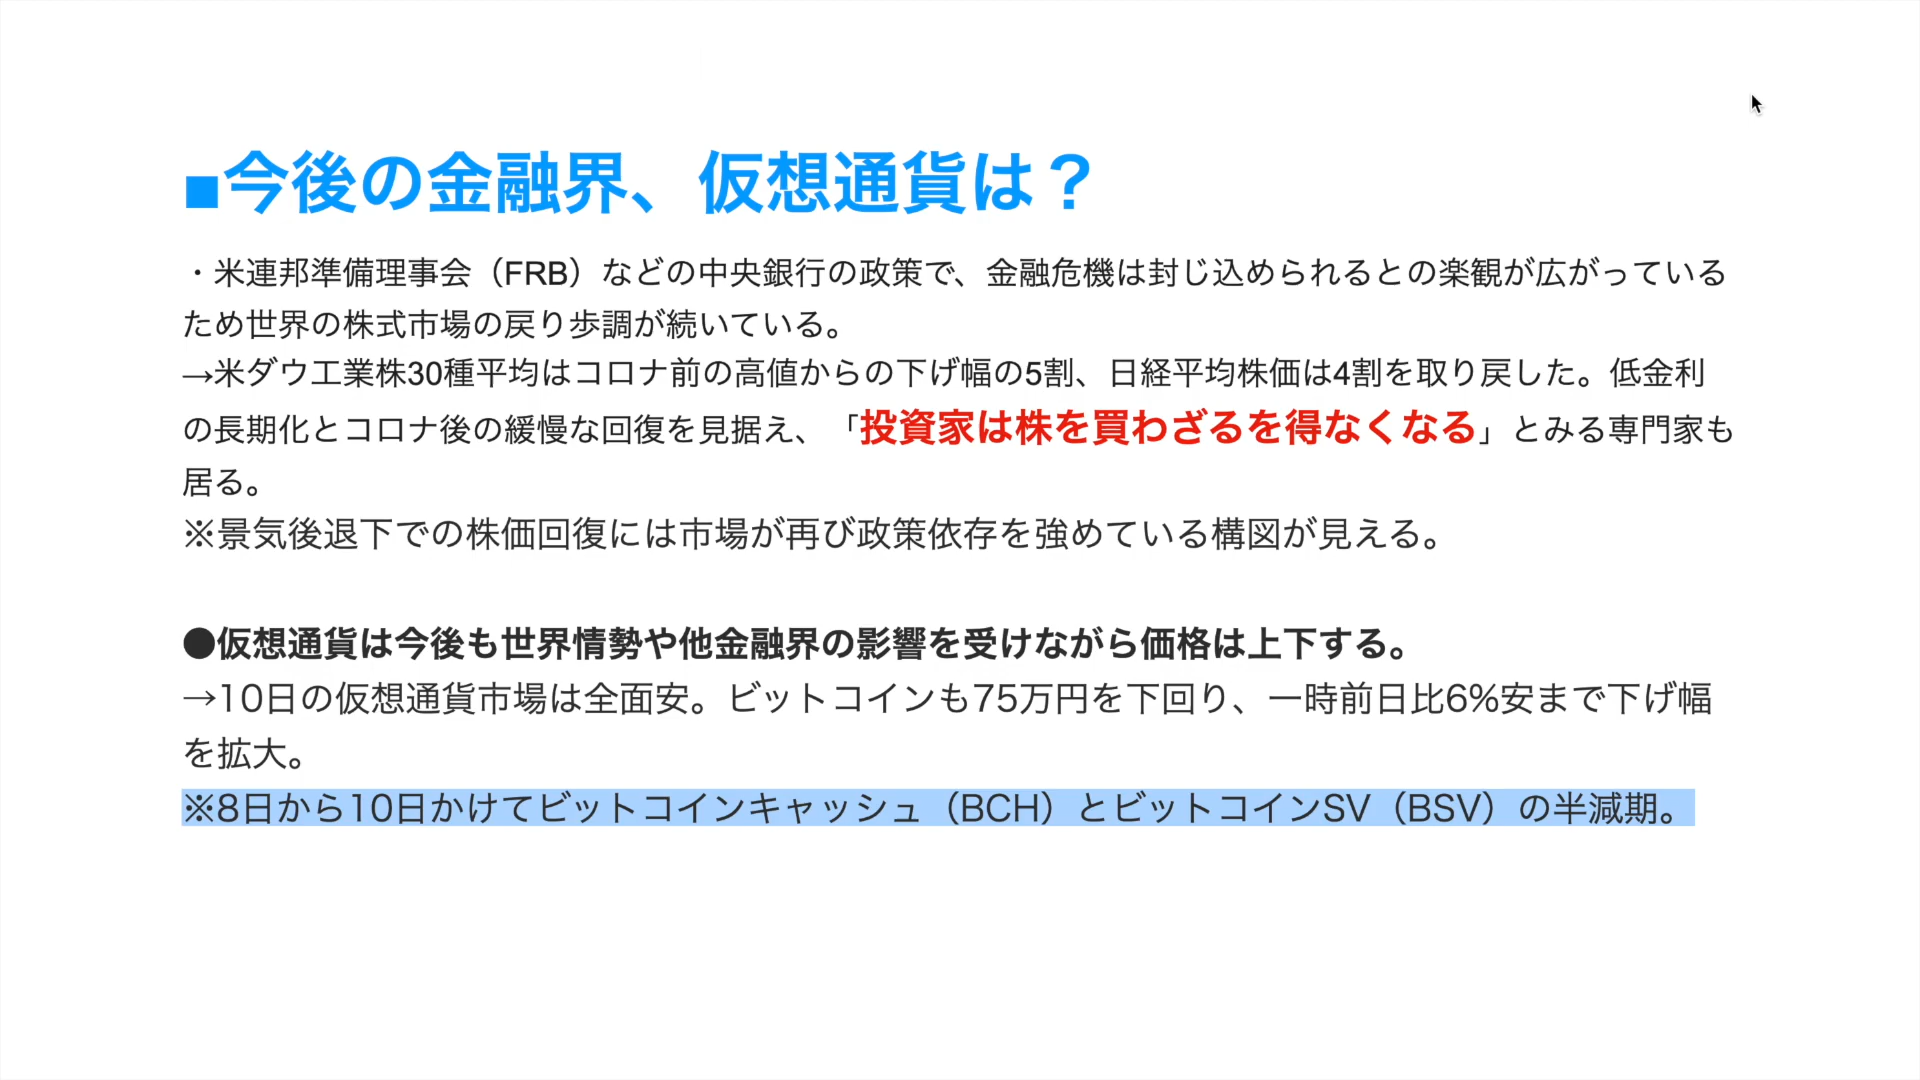 ■今後の金融界、仮想通貨は？
・米連邦準備理事会（FRB）などの中央銀行の政策で、金融危機は封じ込められるとの楽観が広がっている
ため世界の株式市場の戻り歩調が続いている。
→米ダウ工業株30種平均はコロナ前の高値からの下げ幅の5割、日経平均株価は4割を取り戻した。低金利
の長期化とコロナ後の緩慢な回復を見据え、「投資家は株を買わざるを得なくなる」とみる専門家も
居る。
※景気後退下での株価回復には市場が再び政策依存を強めている構図が見える。
●仮想通貨は今後も世界情勢や他金融界の影響を受けながら価格は上下する。
→10日の仮想通貨市場は全面安。ビットコインも75万円を下回り、一時前日比6%安まで下げ幅
を拡大。
※8日から10日かけてビットコインキャッシュ（BCH）とビットコインSV（BSV）の半減期。